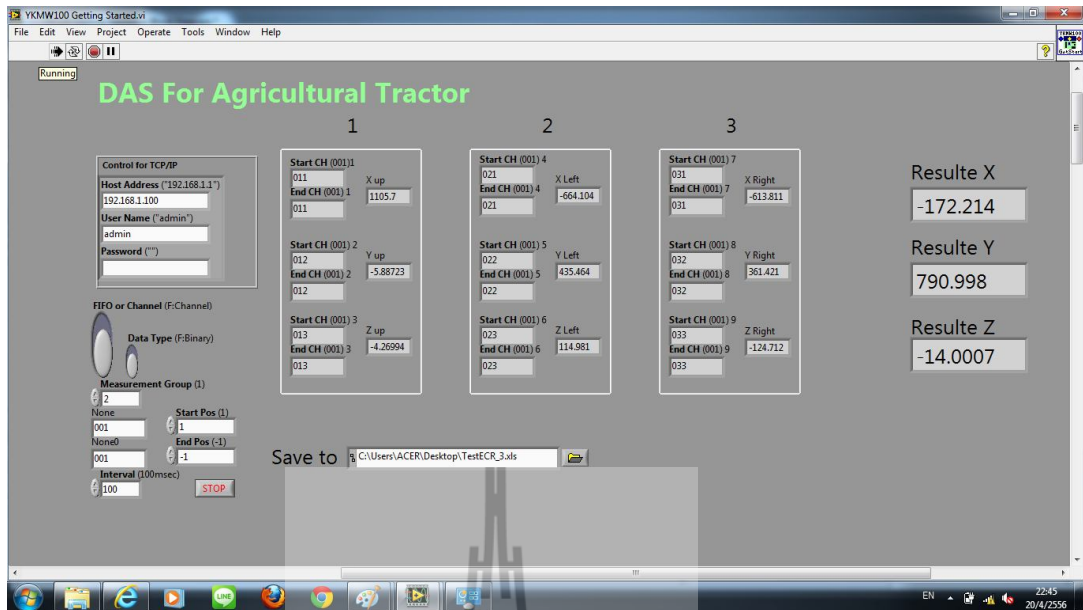 YKMW100 Getting Started.vi
File Edit View Project Operate Tools Window Help
Running
DAS For Agricultural Tractor
1 2 3
Control for TCP/IP
Host Address ("192.168.1.1")
192.168.1.100
User Name ("admin")
admin
Password ("")
FIFO or Channel (F:Channel)
Data Type (F:Binary)
Measurement Group (1)
2
None
001
None0
001
Start Pos (1)
1
End Pos (-1)
-1
Interval (100msec)
100
STOP
Start CH (001)1
011
End CH (001) 1
011
X up
1105.7
Start CH (001) 2
012
End CH (001) 2
012
Y up
-5.88723
Start CH (001) 3
013
End CH (001) 3
013
Z up
-4.26994
Start CH (001) 4
021
End CH (001) 4
021
X Left
-664.104
Start CH (001) 5
022
End CH (001) 5
022
Y Left
435.464
Start CH (001) 6
023
End CH (001) 6
023
Z Left
114.981
Start CH (001) 7
031
End CH (001) 7
031
X Right
-613.811
Start CH (001) 8
032
End CH (001) 8
032
Y Right
361.421
Start CH (001) 9
033
End CH (001) 9
033
Z Right
-124.712
Resulte X
-172.214
Resulte Y
790.998
Resulte Z
-14.0007
Save to C:\Users\ACER\Desktop\TestECR_3.xls
LINE
EN
22:45
20/4/2556